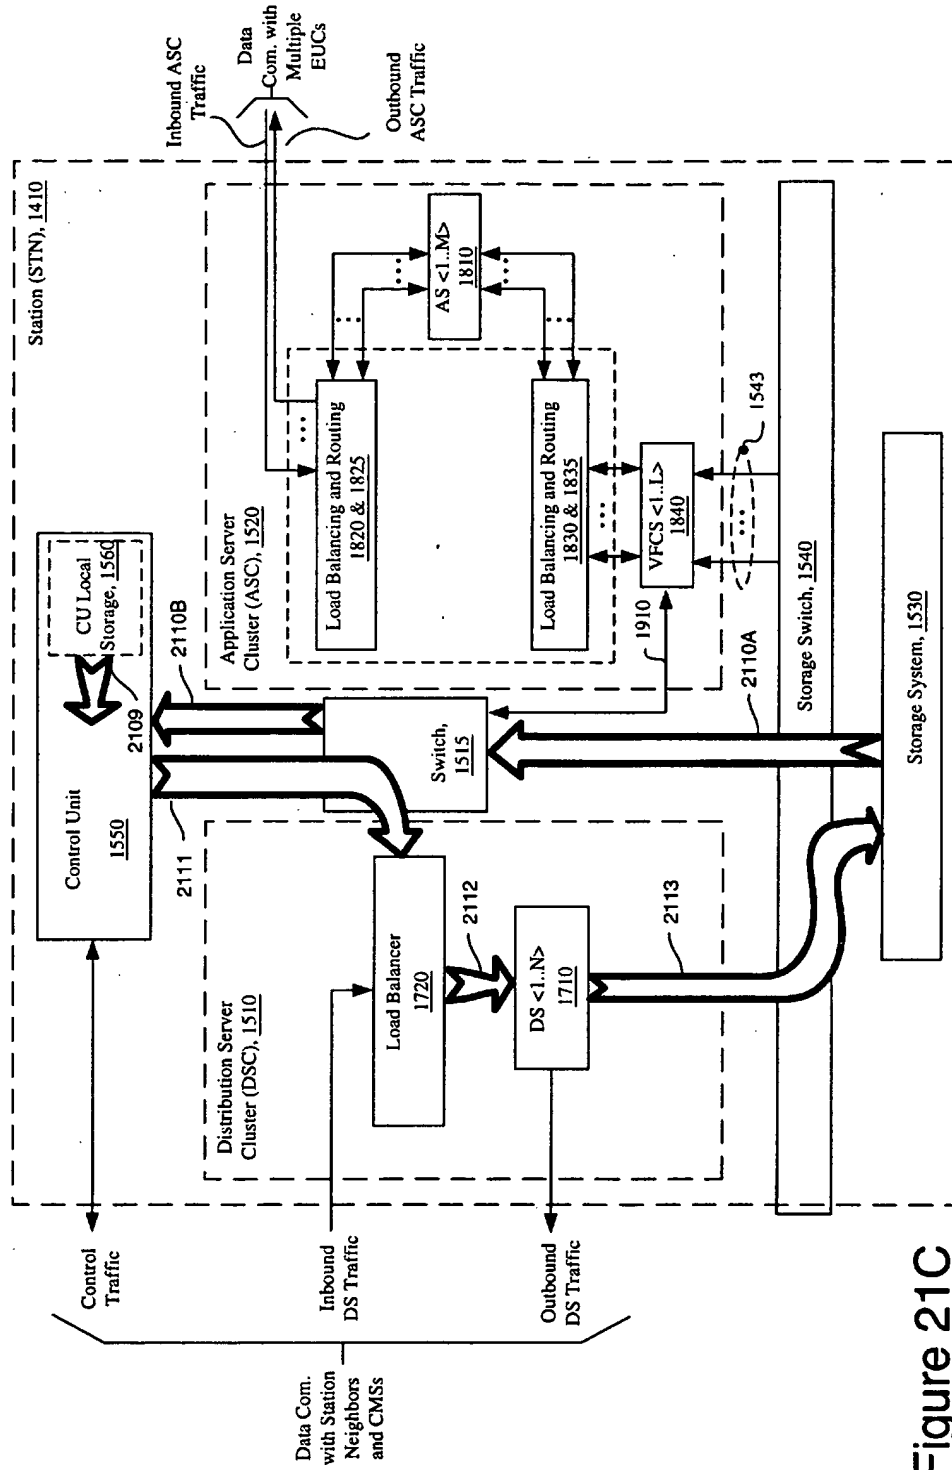 Station (STN), 1410
Control Unit
1550
CU Local
Storage, 1560
2109
2110B
2111
Control
Traffic
Data Com.
with Station
Neighbors
and CMSs
Inbound
DS Traffic
Outbound
DS Traffic
Distribution Server
Cluster (DSC), 1510
Load Balancer
1720
2112
DS <1..N>
1710
2113
Switch,
1515
1910
2110A
Application Server
Cluster (ASC), 1520
Load Balancing and Routing
1820 & 1825
Load Balancing and Routing
1830 & 1835
AS <1..M>
1810
VFCS <1..L>
1840
1543
Inbound ASC
Traffic
Data
Com. with
Multiple
EUCs
Outbound
ASC Traffic
Storage Switch, 1540
Storage System, 1530
Figure 21C